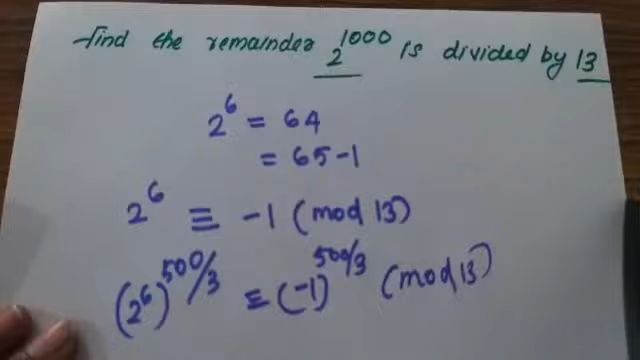 find the remainder 2^1000 is divided by 13
2^6 = 64
= 65-1
2^6 ≡ -1 (mod 13)
(2^6)^500/3 ≡ (-1)^500/3 (mod 13)